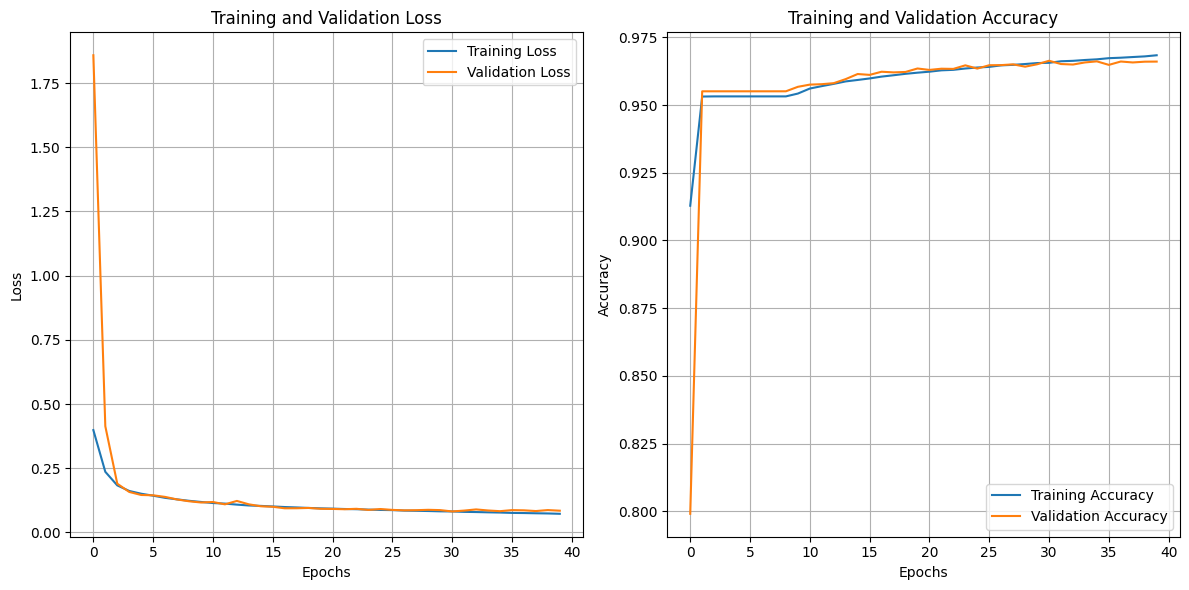 Training and Validation Loss
Training Loss
Validation Loss
1.75
1.50
1.25
1.00
0.75
0.50
0.25
0.00
Loss
0 5 10 15 20 25 30 35 40
Epochs
Training and Validation Accuracy
0.975
0.950
0.925
0.900
0.875
0.850
0.825
0.800
Accuracy
Training Accuracy
Validation Accuracy
0 5 10 15 20 25 30 35 40
Epochs